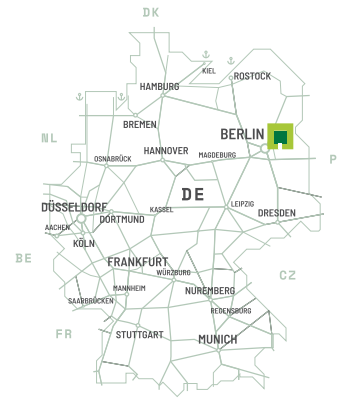 DK
KIEL
ROSTOCK
HAMBURG
BREMEN
BERLIN
NL
HANNOVER
MAGDEBURG
OSNABRÜCK
P
DE
DÜSSELDORF
KASSEL
LEIPZIG
DORTMUND
DRESDEN
AACHEN
KÖLN
BE
FRANKFURT
WÜRZBURG
CZ
MANNHEIM
NUREMBERG
SAARBRÜCKEN
REGENSBURG
FR
STUTTGART
MUNICH